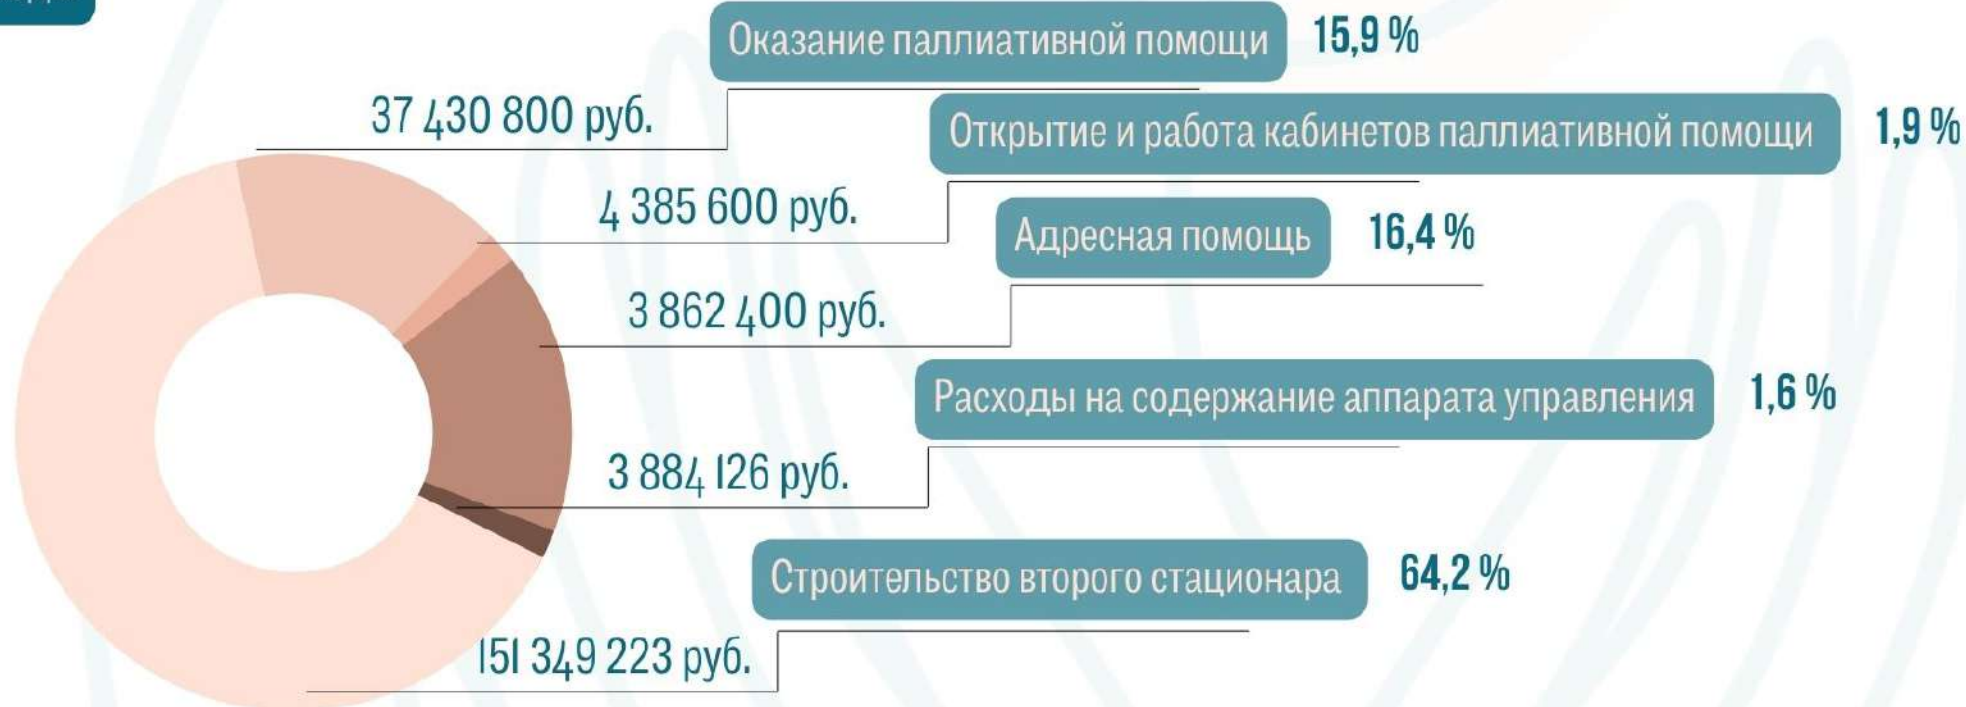 Оказание паллиативной помощи 15,9 %
37 430 800 руб.
Открытие и работа кабинетов паллиативной помощи 1,9 %
4 385 600 руб.
Адресная помощь 16,4 %
3 862 400 руб.
Расходы на содержание аппарата управления 1,6 %
3 884 126 руб.
Строительство второго стационара 64,2 %
151 349 223 руб.